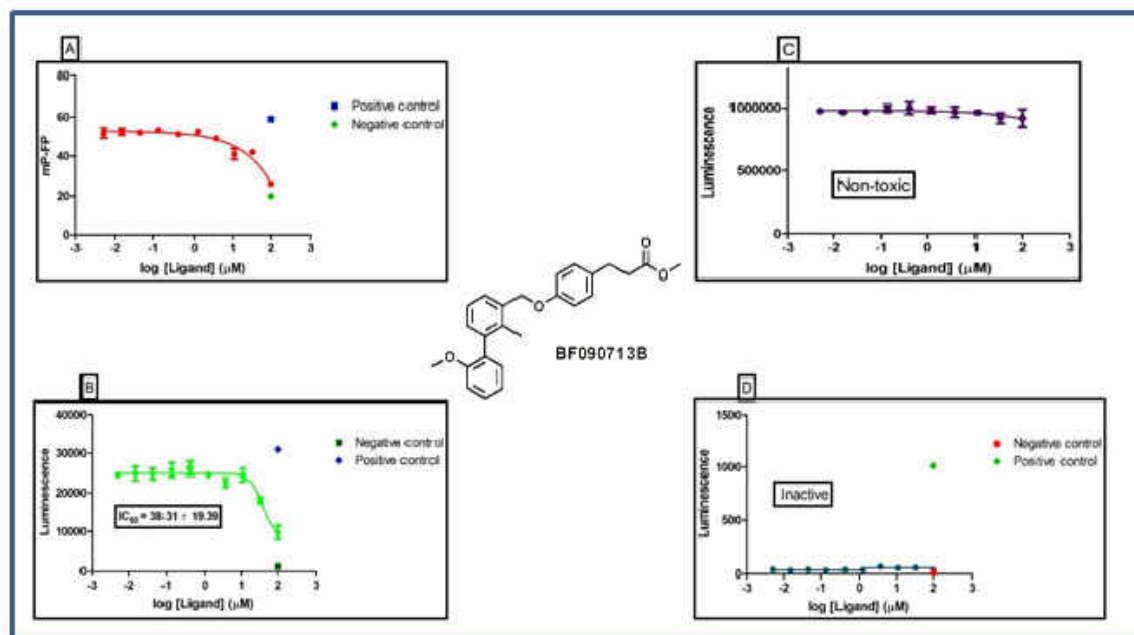 A
80
60
40
20
0
mP-FP
-3 -2 -1 0 1 2 3
log [Ligand] (µM)
Positive control
Negative control
C
1000000
500000
0
Luminescence
Non-toxic
-3 -2 -1 0 1 2 3
log [Ligand] (µM)
O
O
O
O
BF090713B
B
40000
30000
20000
10000
0
Luminescence
IC50 = 38.31 ± 19.39
-3 -2 -1 0 1 2 3
log [Ligand] (µM)
Negative control
Positive control
D
1500
1000
500
0
Luminescence
Inactive
-3 -2 -1 0 1 2 3
log [Ligand] (µM)
Negative control
Positive control